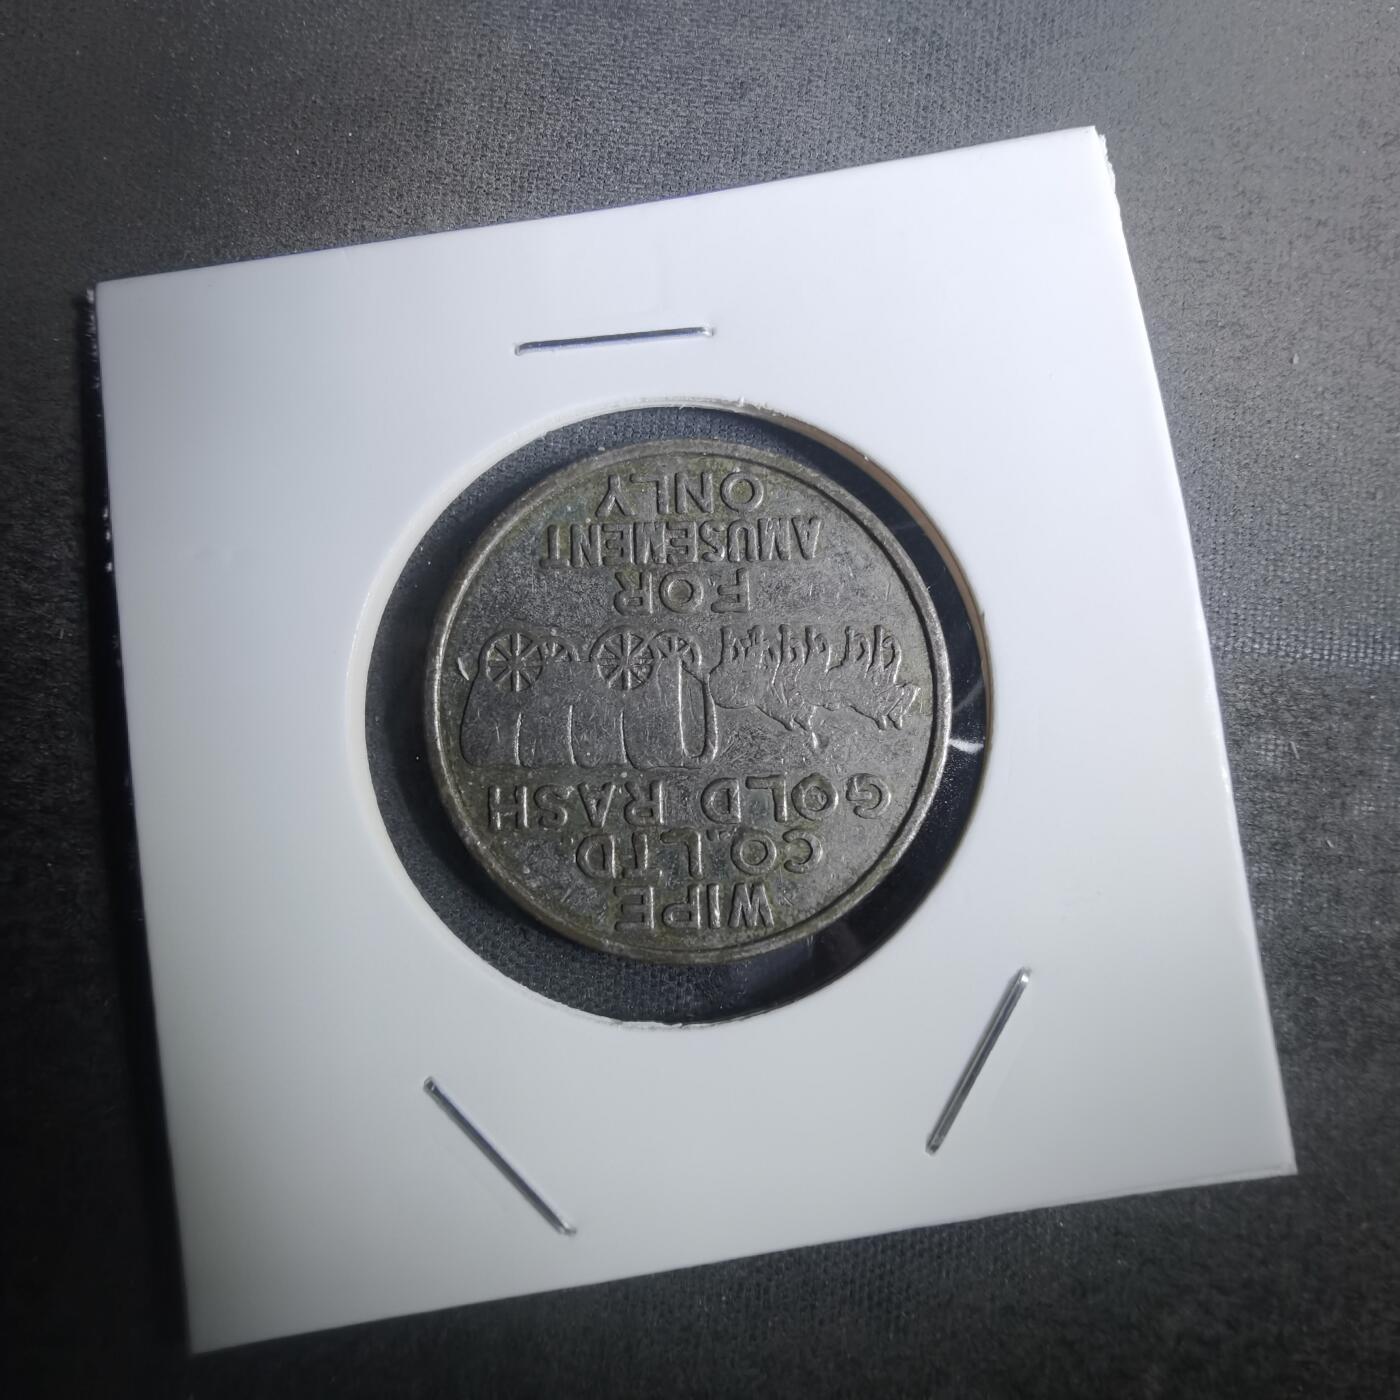 WIPE
CO.LTD.
GOLD RASH
FOR
AMUSEMENT
ONLY